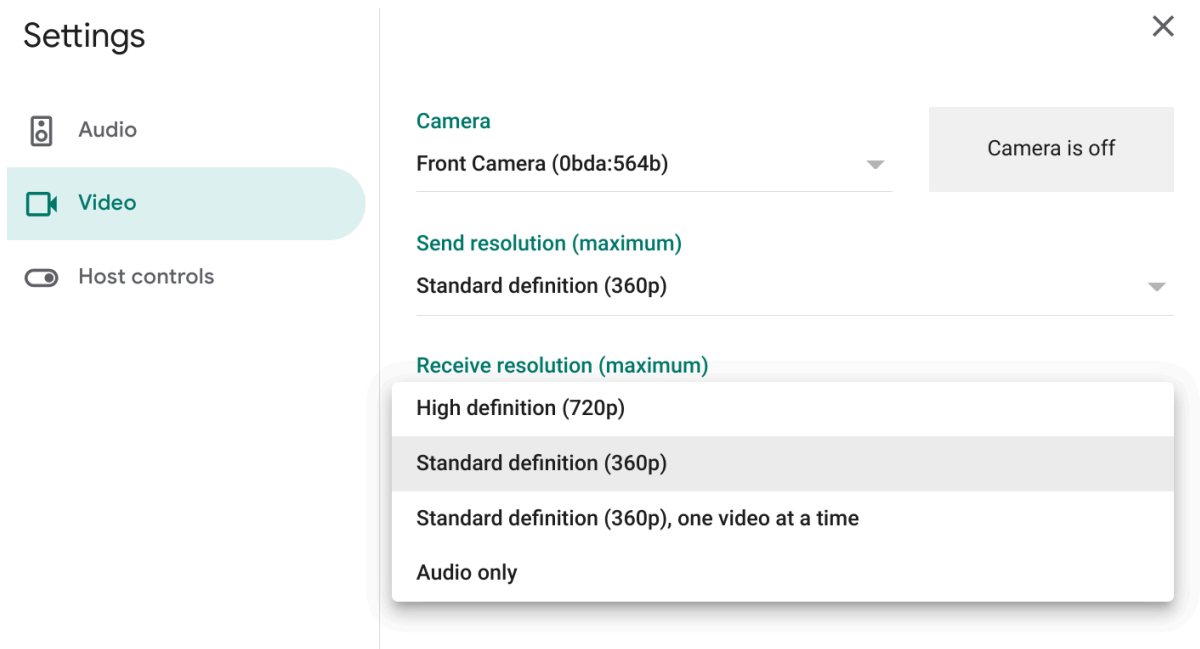 Settings
Audio
Video
Host controls
Camera
Front Camera (0bda:564b)
Camera is off
Send resolution (maximum)
Standard definition (360p)
Receive resolution (maximum)
High definition (720p)
Standard definition (360p)
Standard definition (360p), one video at a time
Audio only